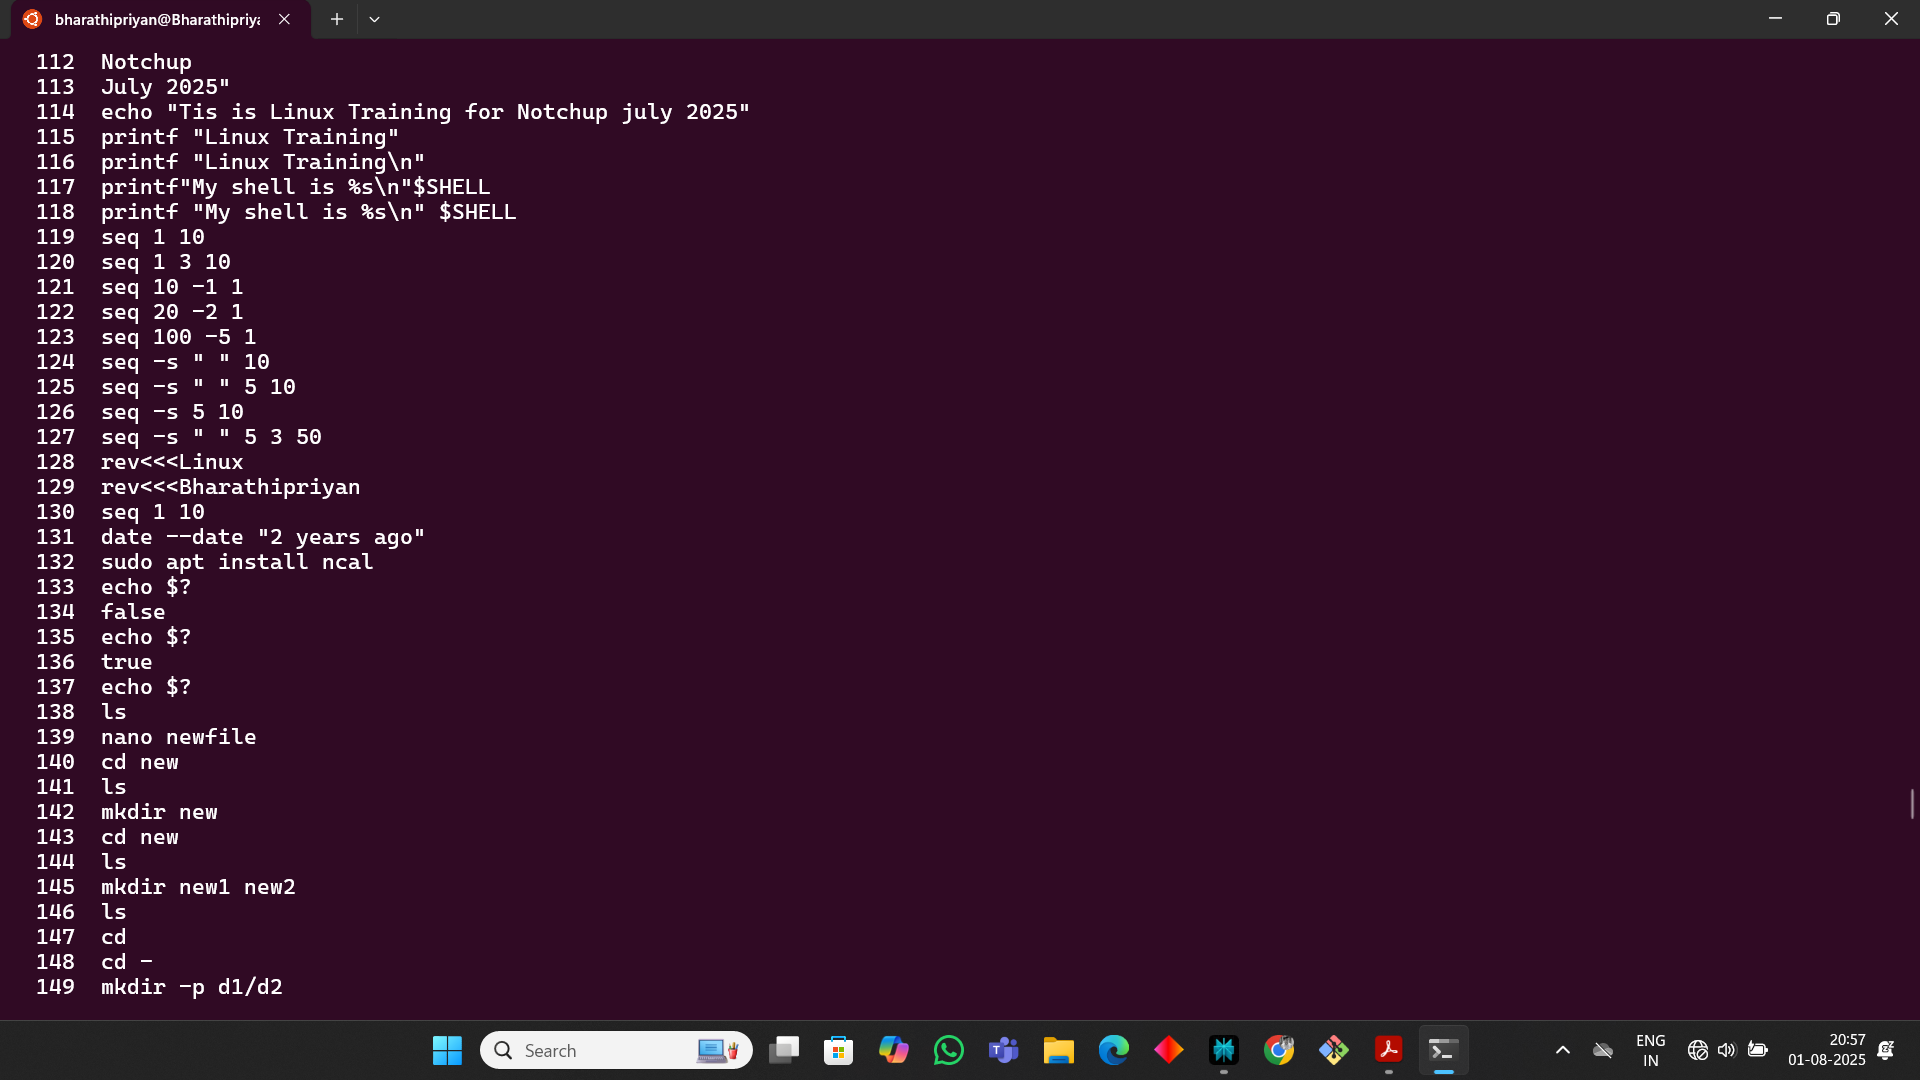 bharathipriyan@Bharathipriya
112 Notchup
113 July 2025"
114 echo "Tis is Linux Training for Notchup july 2025"
115 printf "Linux Training"
116 printf "Linux Training\n"
117 printf"My shell is %s\n"$SHELL
118 printf "My shell is %s\n" $SHELL
119 seq 1 10
120 seq 1 3 10
121 seq 10 -1 1
122 seq 20 -2 1
123 seq 100 -5 1
124 seq -s " " 10
125 seq -s " " 5 10
126 seq -s 5 10
127 seq -s " " 5 3 50
128 rev<<<Linux
129 rev<<<Bharathipriyan
130 seq 1 10
131 date --date "2 years ago"
132 sudo apt install ncal
133 echo $?
134 false
135 echo $?
136 true
137 echo $?
138 ls
139 nano newfile
140 cd new
141 ls
142 mkdir new
143 cd new
144 ls
145 mkdir new1 new2
146 ls
147 cd
148 cd -
149 mkdir -p d1/d2
Search
ENG
IN
20:57
01-08-2025